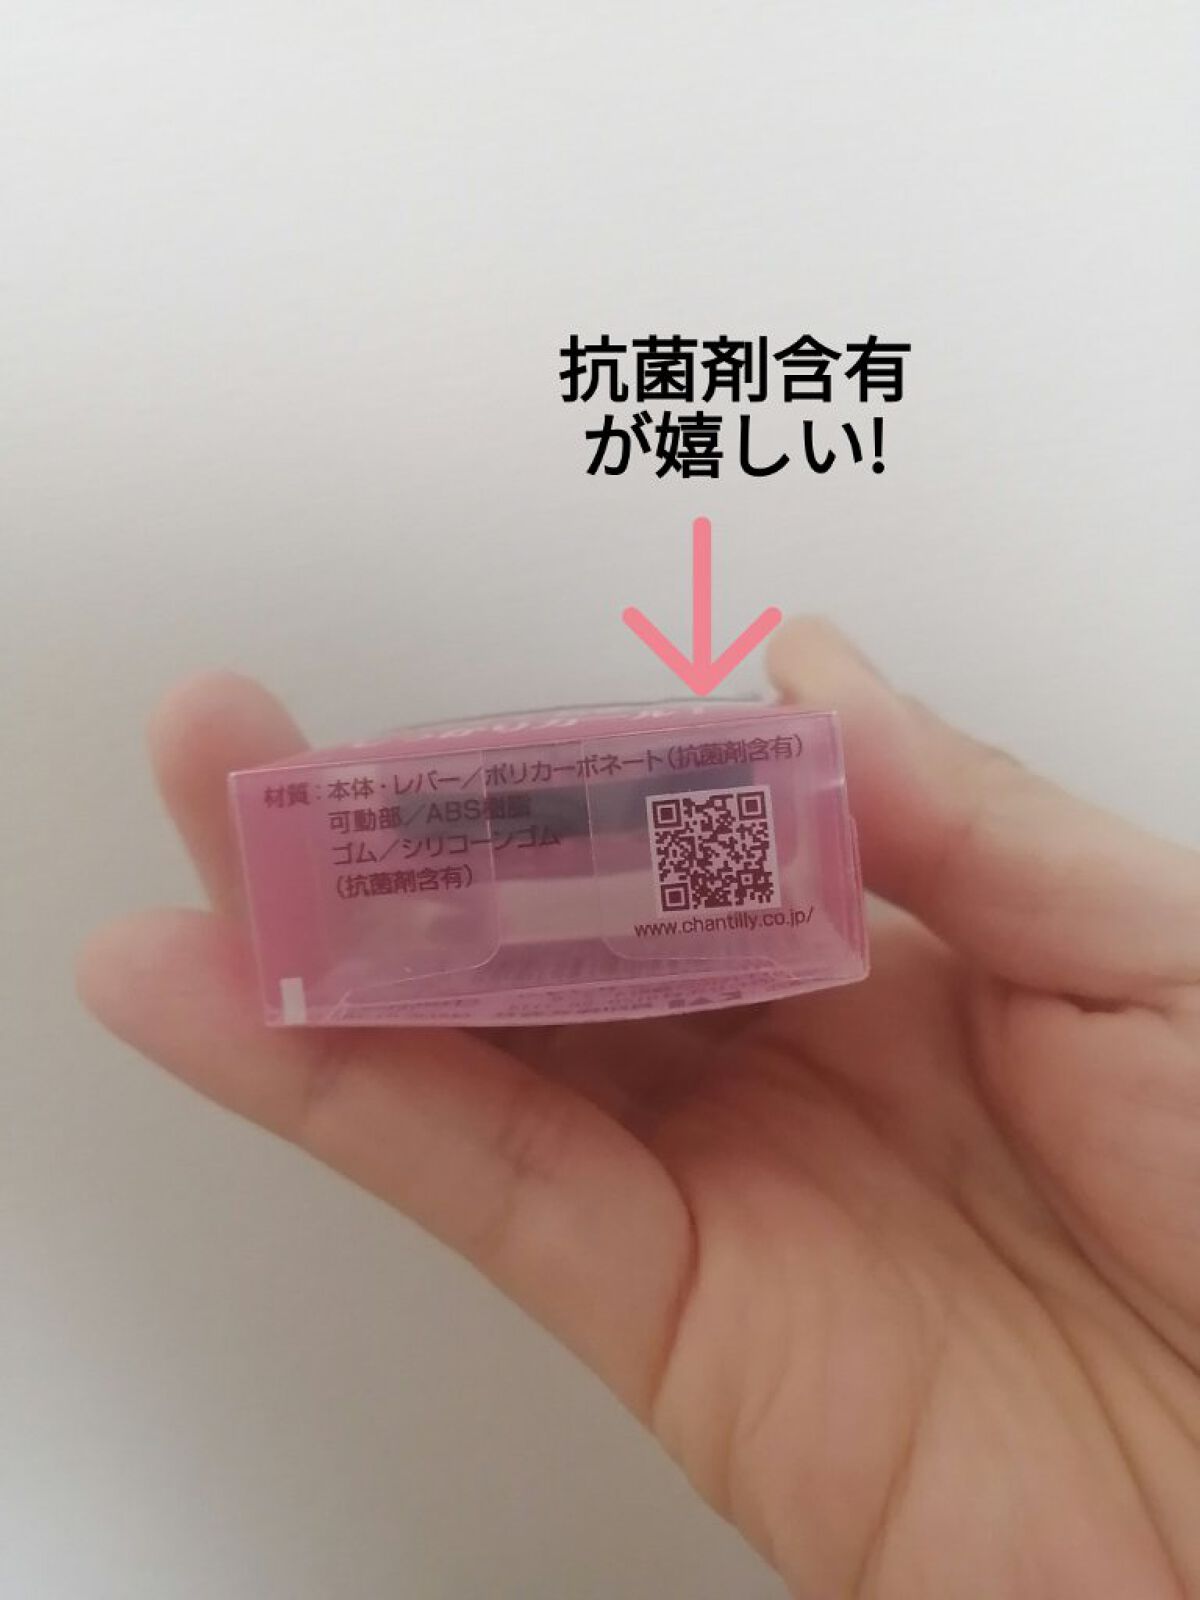 抗菌剤含有
が嬉しい!
材質：本体・レバー／ポリカーボネート（抗菌剤含有）
可動部／ABS樹脂
ゴム／シリコーンゴム
（抗菌剤含有）
www.chantilly.co.jp/